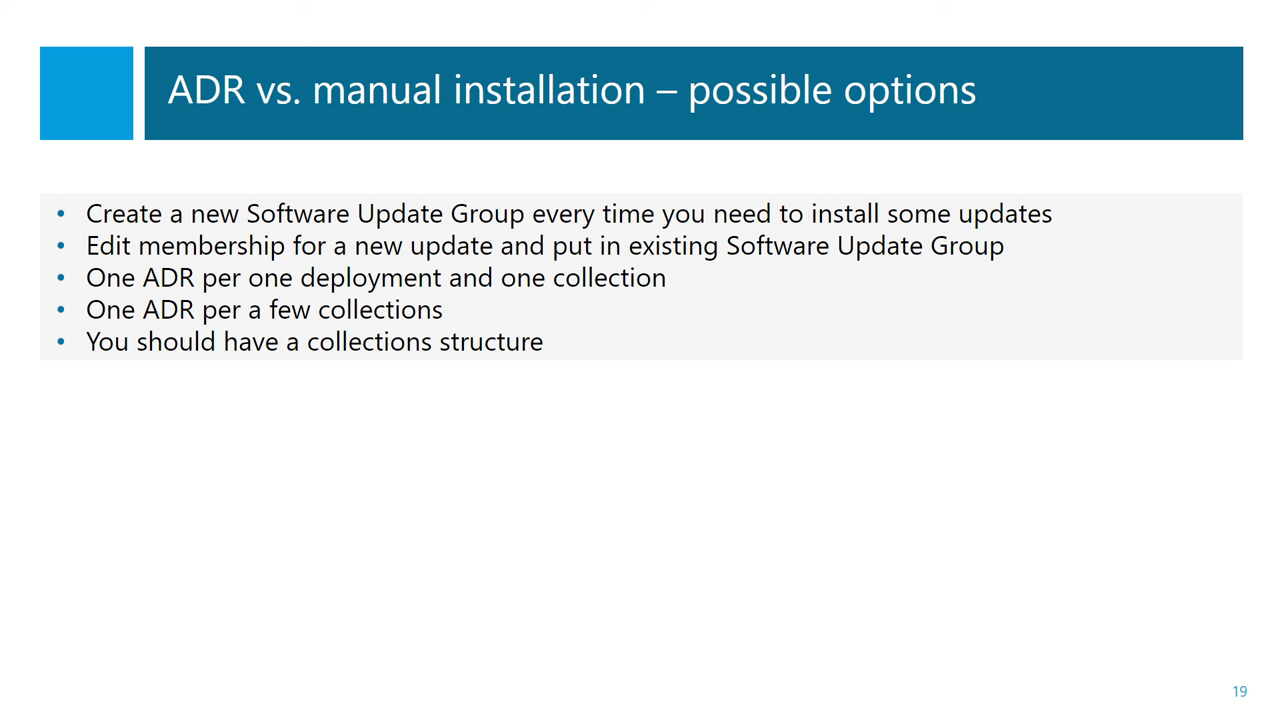 ADR vs. manual installation – possible options
• Create a new Software Update Group every time you need to install some updates
• Edit membership for a new update and put in existing Software Update Group
• One ADR per one deployment and one collection
• One ADR per a few collections
• You should have a collections structure
19